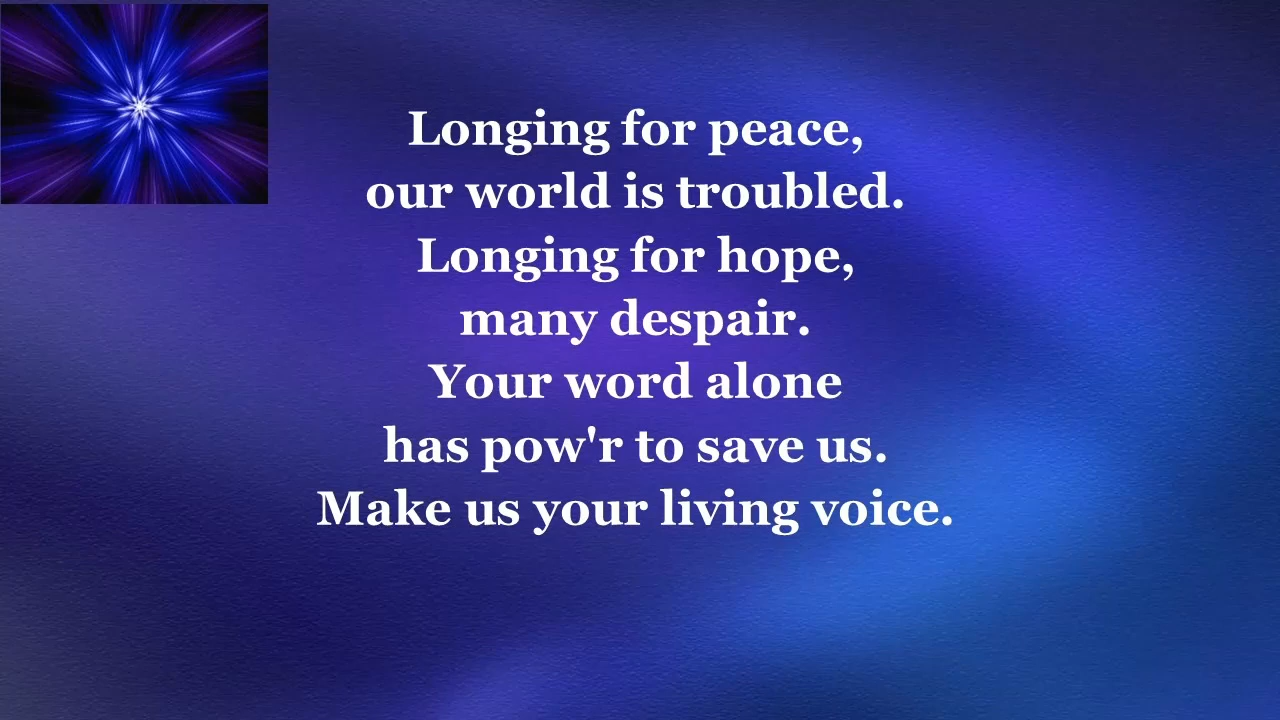 Longing for peace,
our world is troubled.
Longing for hope,
many despair.
Your word alone
has pow'r to save us.
Make us your living voice.